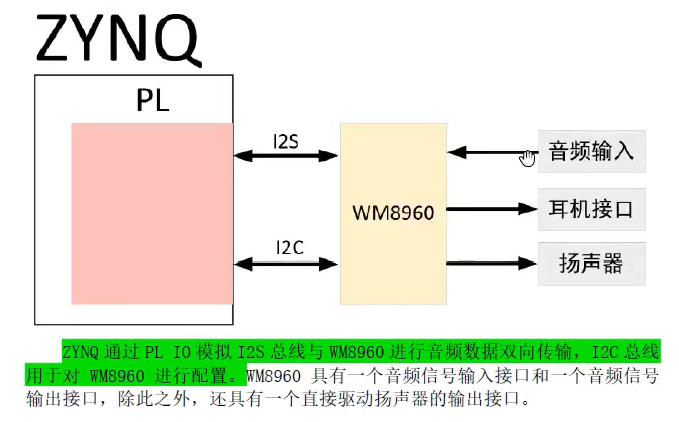 ZYNQ
PL
I2S
音频输入
WM8960
耳机接口
I2C
扬声器
ZYNQ 通过 PL IO 模拟 I2S 总线与 WM8960 进行音频数据双向传输，I2C 总线
用于对 WM8960 进行配置。WM8960 具有一个音频信号输入接口和一个音频信号
输出接口，除此之外，还具有一个直接驱动扬声器的输出接口。